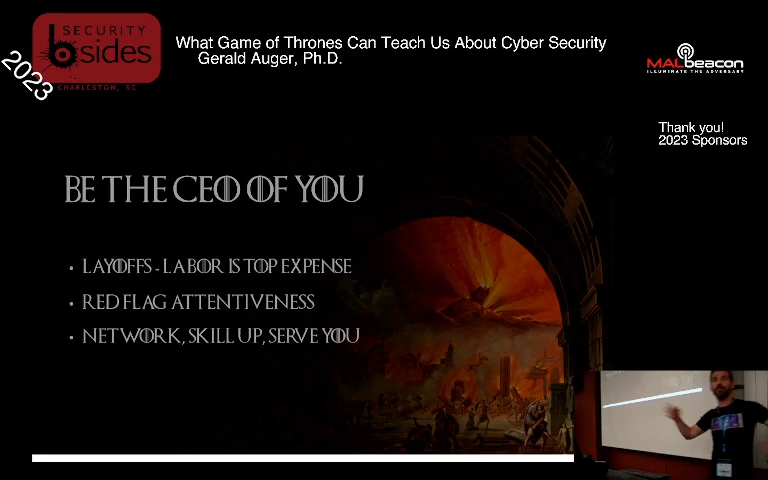 SECURITY
bsides
CHARLESTON, SC
2023
What Game of Thrones Can Teach Us About Cyber Security
Gerald Auger, Ph.D.
MALbeacon
ILLUMINATE THE ADVERSARY
Thank you!
2023 Sponsors
BE THE CEO OF YOU
• LAYOFFS - LABOR IS TOP EXPENSE
• RED FLAG ATTENTIVENESS
• NETWORK, SKILL UP, SERVE YOU